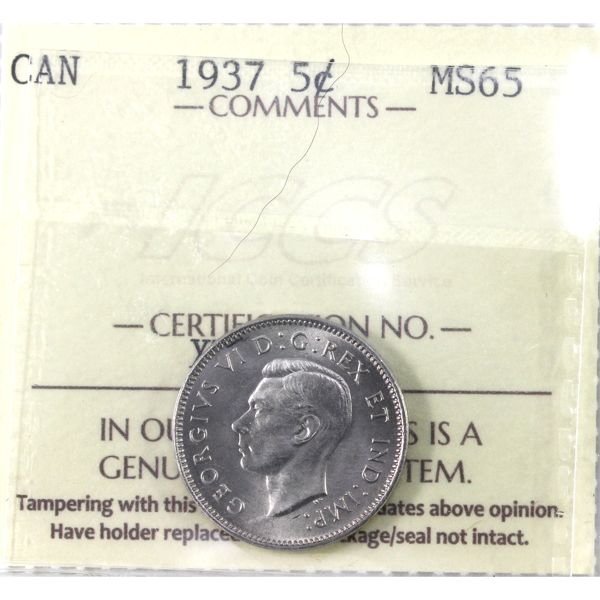 CAN 1937 5¢ MS65
— COMMENTS —
ICCS
International Coin Certification Service
— CERTIFICATION NO. —
GEORGIVS VI D:G:REX ET IND:IMP:
IN OU S IS A
GENU TEM.
Tampering with this ates above opinion.
Have holder replace kage/seal not intact.